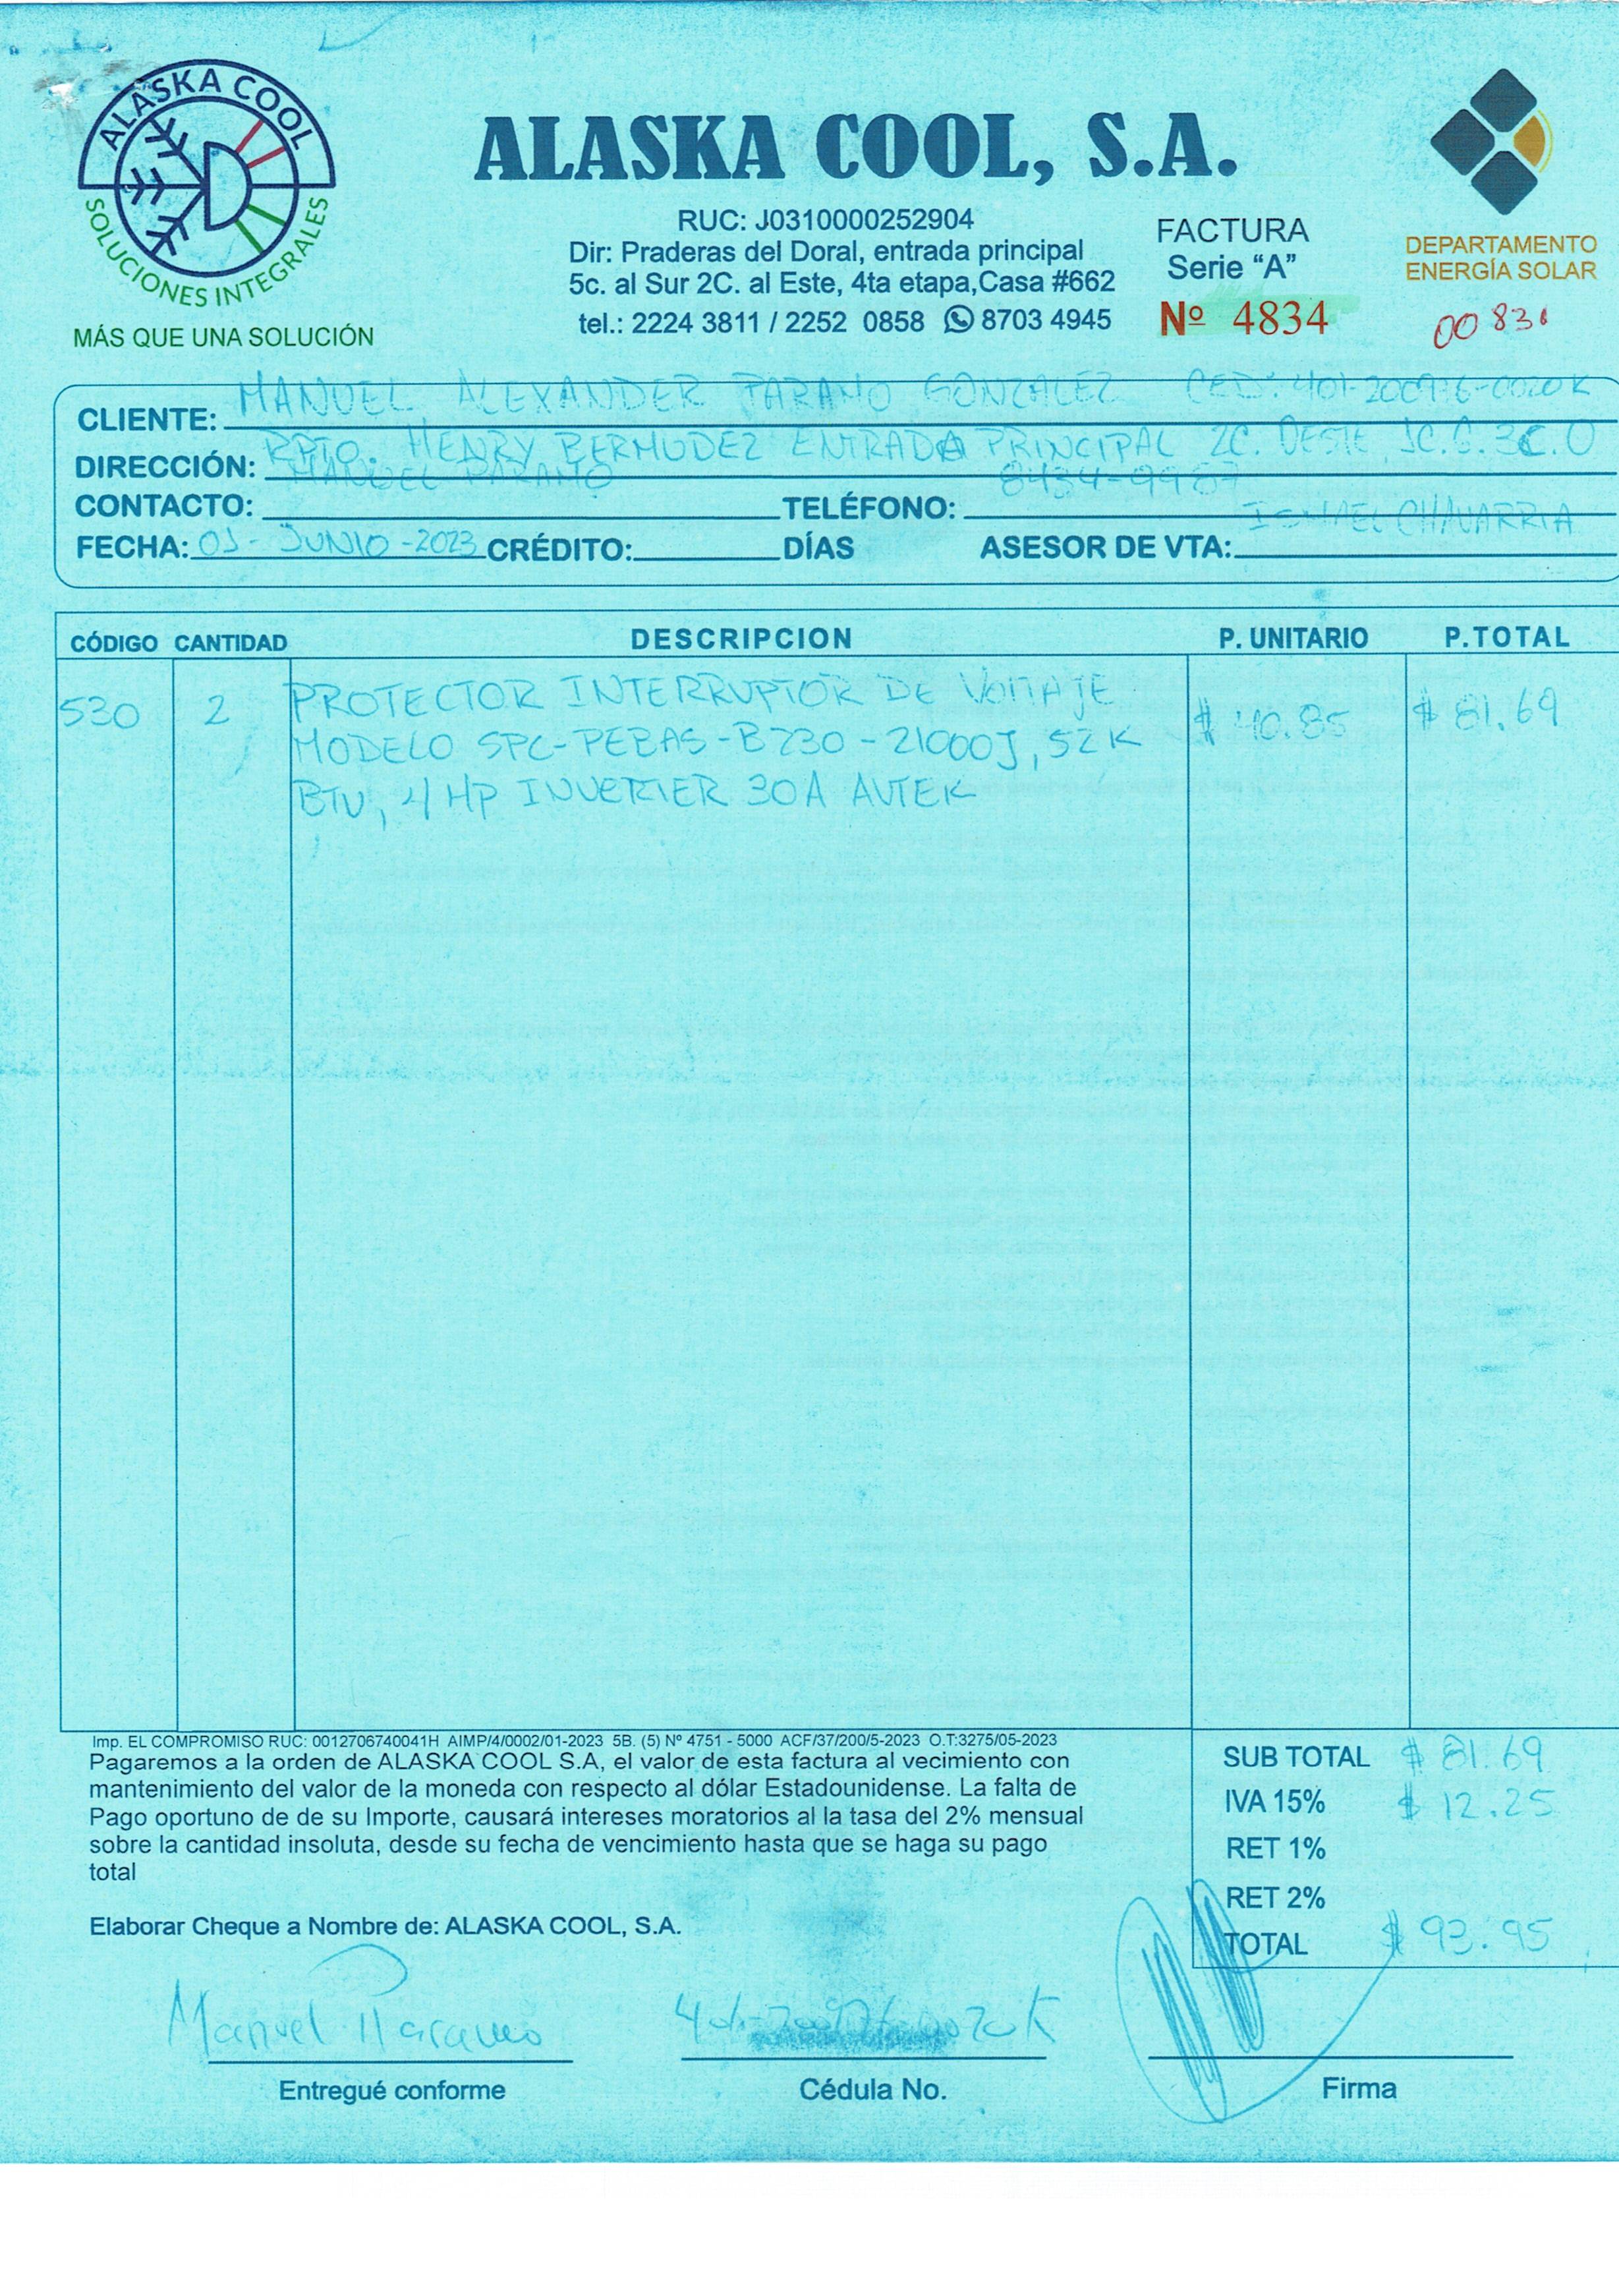 ALASKA COOL
SOLUCIONES INTEGRALES
MÁS QUE UNA SOLUCIÓN
ALASKA COOL, S.A.
RUC: J0310000252904
Dir: Praderas del Doral, entrada principal
5c. al Sur 2C. al Este, 4ta etapa,Casa #662
tel.: 2224 3811 / 2252 0858 8703 4945
FACTURA
Serie "A"
Nº 4834
DEPARTAMENTO
ENERGÍA SOLAR
00831
CLIENTE: MANUEL ALEXANDER PARAMO GONZALEZ CED: 401-200976-0020K
DIRECCIÓN: RPTO. HENRY BERMUDEZ ENTRADA PRINCIPAL 2C. OESTE
CONTACTO: MANUEL PARAMO TELÉFONO: 8434-9987
FECHA: 01-JUNIO-2023 CRÉDITO: DÍAS ASESOR DE VTA: ISMAEL CHAVARRIA
CÓDIGO CANTIDAD DESCRIPCION P. UNITARIO P.TOTAL
530 2 PROTECTOR INTERRUPTOR DE VOLTAJE $ 40.85 $ 81.69
MODELO SPC-PEBAS-B230-21000J, 52K
BTU, 4 HP INVERTER 30A AVTEK
Imp. EL COMPROMISO RUC: 0012706740041H AIMP/4/0002/01-2023 5B. (5) Nº 4751 - 5000 ACF/37/200/5-2023 O.T:3275/05-2023
Pagaremos a la orden de ALASKA COOL S.A, el valor de esta factura al vecimiento con
mantenimiento del valor de la moneda con respecto al dólar Estadounidense. La falta de
Pago oportuno de de su Importe, causará intereses moratorios al la tasa del 2% mensual
sobre la cantidad insoluta, desde su fecha de vencimiento hasta que se haga su pago
total
Elaborar Cheque a Nombre de: ALASKA COOL, S.A.
SUB TOTAL $ 81.69
IVA 15% $ 12.25
RET 1%
RET 2%
TOTAL $ 93.95
Manuel Paramo
Entregué conforme
Cédula No.
Firma